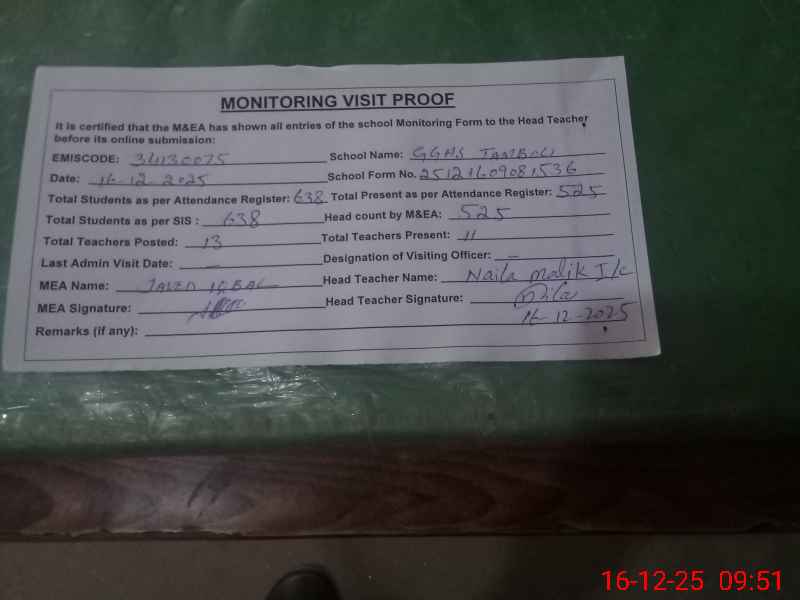 MONITORING VISIT PROOF
It is certified that the M&EA has shown all entries of the school Monitoring Form to the Head Teacher
before its online submission:
EMISCODE: 34130075 School Name: GGHS TAMBOLI
Date: 16-12-2025 School Form No. 25121609081536
Total Students as per Attendance Register: 638 Total Present as per Attendance Register: 525
Total Students as per SIS : 638 Head count by M&EA: 525
Total Teachers Posted: 13 Total Teachers Present: 11
Last Admin Visit Date: — Designation of Visiting Officer: —
MEA Name: JAVED IQBAL Head Teacher Name: Naila Malik I/c
MEA Signature: Head Teacher Signature: Naila
16-12-2025
Remarks (if any):
16-12-25 09:51